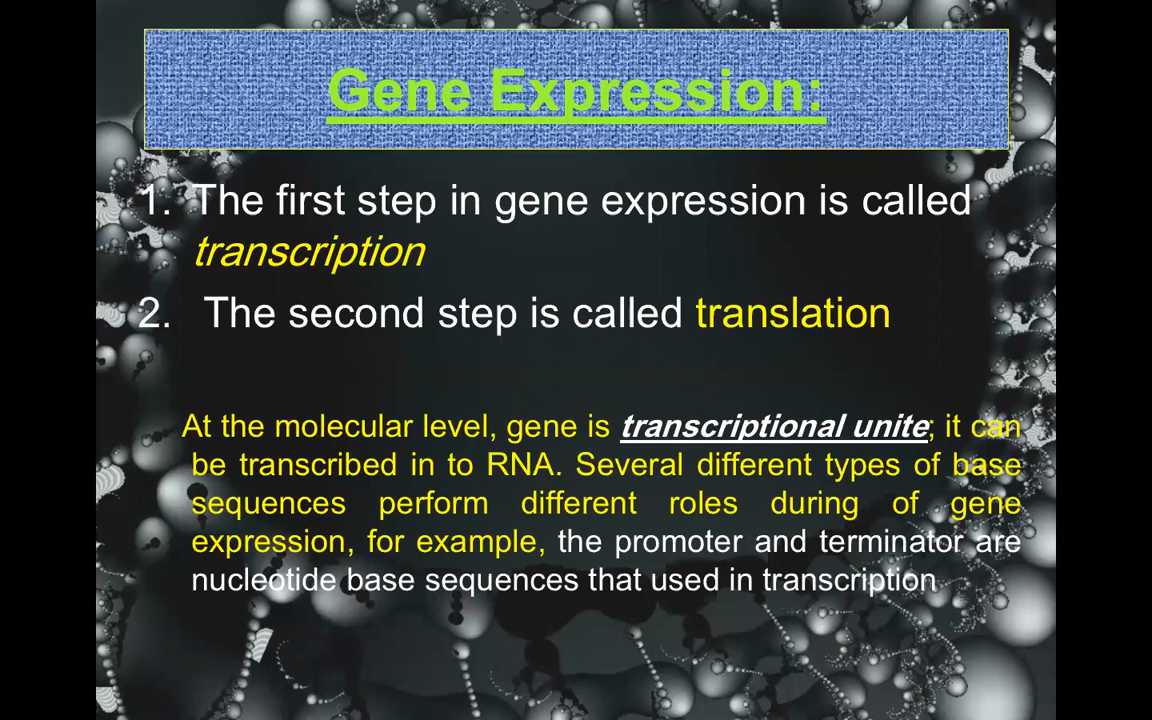 Gene Expression:
1. The first step in gene expression is called
transcription
2. The second step is called translation
At the molecular level, gene is transcriptional unite; it can
be transcribed in to RNA. Several different types of base
sequences perform different roles during of gene
expression, for example, the promoter and terminator are
nucleotide base sequences that used in transcription